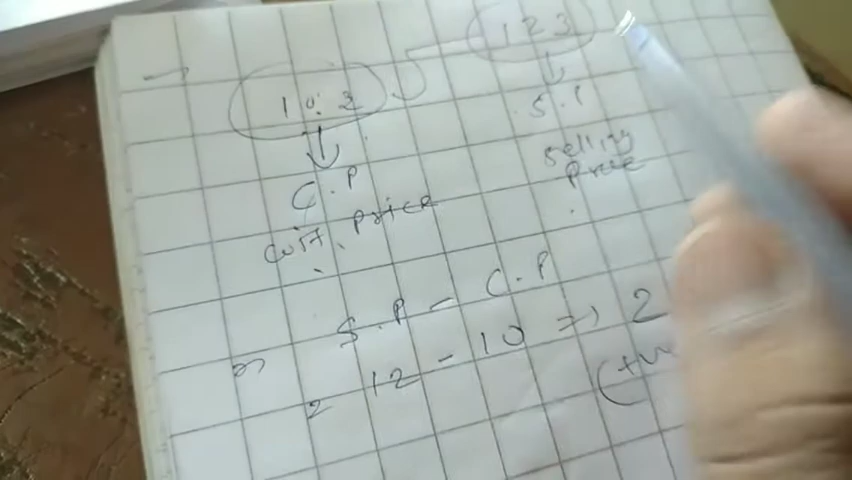 12 3
10: 2
S.P
selling
Price
C.P
cost. Price
S.P - C.P
12 - 10 => 2
(+v